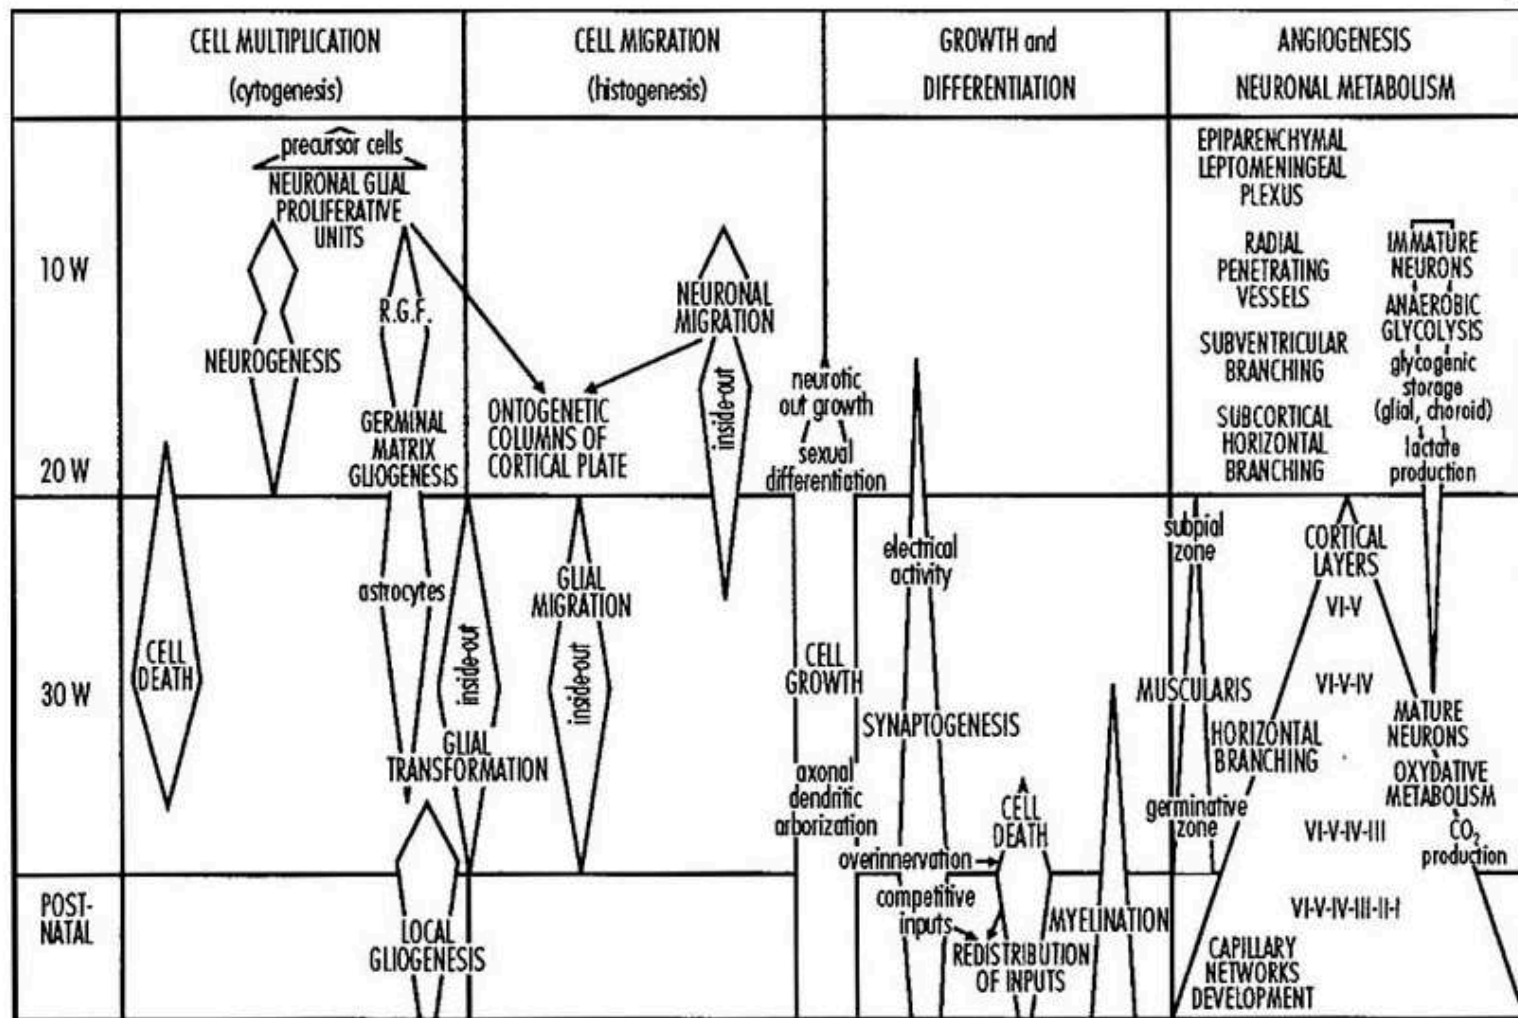 CELL MULTIPLICATION
(cytogenesis)
CELL MIGRATION
(histogenesis)
GROWTH and
DIFFERENTIATION
ANGIOGENESIS
NEURONAL METABOLISM
10 W
20 W
30 W
POST-
NATAL
precursor cells
NEURONAL GLIAL
PROLIFERATIVE
UNITS
R.G.F.
NEUROGENESIS
GERMINAL
MATRIX
GLIOGENESIS
astrocytes
CELL
DEATH
inside-out
GLIAL
TRANSFORMATION
LOCAL
GLIOGENESIS
NEURONAL
MIGRATION
inside-out
ONTOGENETIC
COLUMNS OF
CORTICAL PLATE
GLIAL
MIGRATION
inside-out
neurotic
out growth
sexual
differentiation
CELL
GROWTH
axonal
dendritic
arborization
electrical
activity
SYNAPTOGENESIS
CELL
DEATH
overinnervation
competitive
inputs
REDISTRIBUTION
OF INPUTS
MYELINATION
EPIPARENCHYMAL
LEPTOMENINGEAL
PLEXUS
RADIAL
PENETRATING
VESSELS
SUBVENTRICULAR
BRANCHING
SUBCORTICAL
HORIZONTAL
BRANCHING
IMMATURE
NEURONS
ANAEROBIC
GLYCOLYSIS
glycogenic
storage
(glial, choroid)
lactate
production
subpial
zone
MUSCULARIS
germinative
zone
CORTICAL
LAYERS
VI-V
VI-V-IV
VI-V-IV-III
VI-V-IV-III-II-I
HORIZONTAL
BRANCHING
MATURE
NEURONS
OXYDATIVE
METABOLISM
CO2
production
CAPILLARY
NETWORKS
DEVELOPMENT